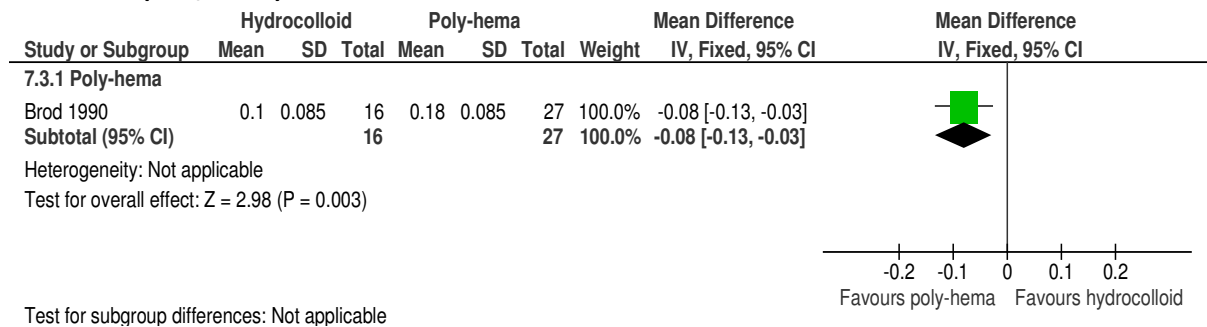 Hydrocolloid Poly-hema Mean Difference Mean Difference
Study or Subgroup Mean SD Total Mean SD Total Weight IV, Fixed, 95% CI IV, Fixed, 95% CI
7.3.1 Poly-hema
Brod 1990 0.1 0.085 16 0.18 0.085 27 100.0% -0.08 [-0.13, -0.03]
Subtotal (95% CI) 16 27 100.0% -0.08 [-0.13, -0.03]
Heterogeneity: Not applicable
Test for overall effect: Z = 2.98 (P = 0.003)
-0.2 -0.1 0 0.1 0.2
Favours poly-hema Favours hydrocolloid
Test for subgroup differences: Not applicable